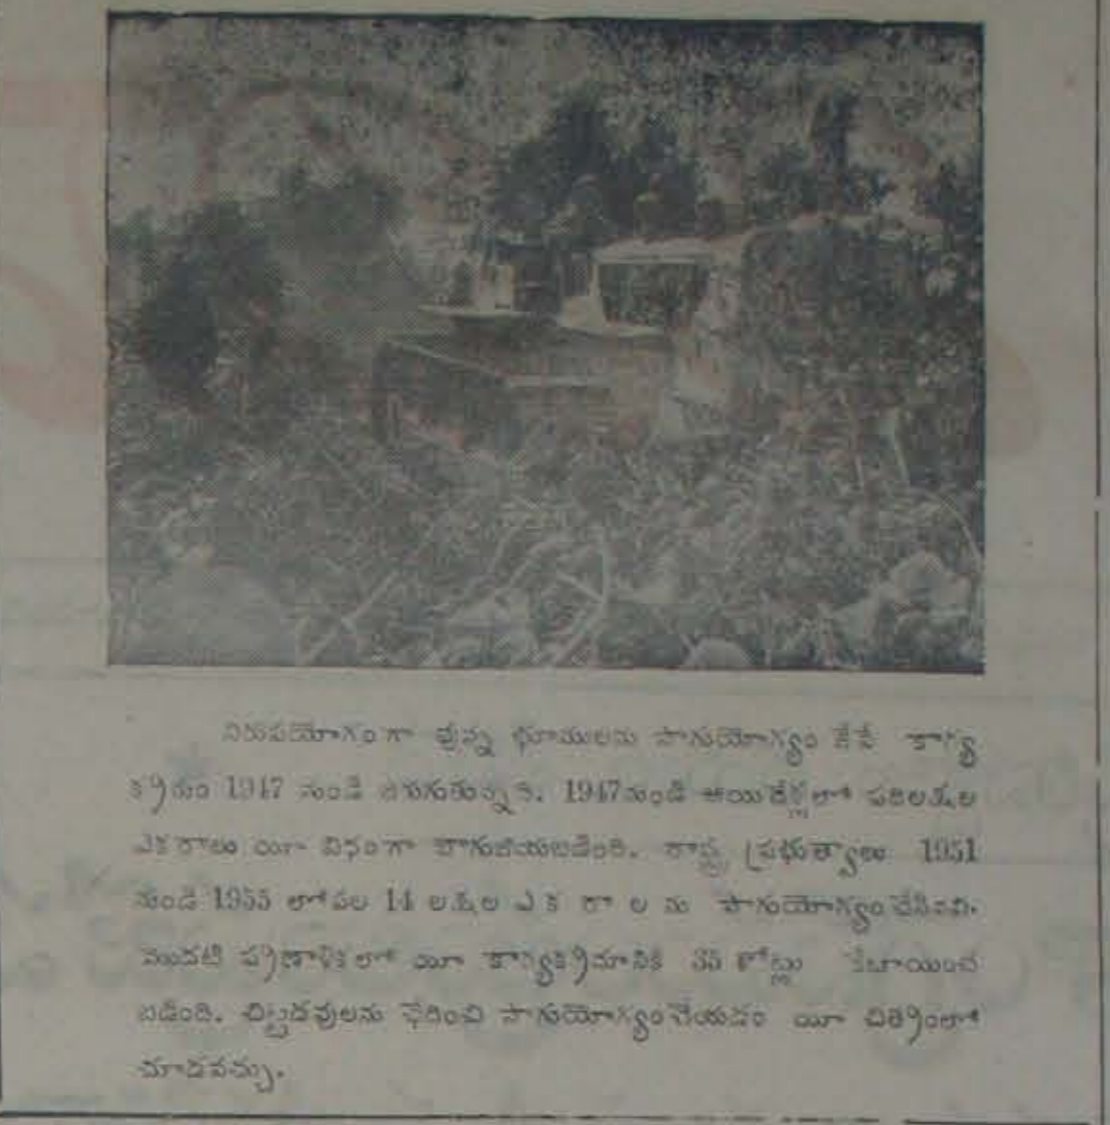 నిరుపయోగంగా వున్న భూములను సాగుయోగ్యం చేసే కార్య
క్రమం 1947 నుండి జరుగుతున్నది. 1947నుండి అయిదేళ్లలో పదిలక్షల
ఎకరాలు యీ విధంగా బాగుచేయబడింది. రాష్ట్ర ప్రభుత్వాలు 1951
నుండి 1955 లోపల 14 లక్షల ఎకరాలను సాగుయోగ్యంచేసినవి.
మొదటి ప్రణాళికలో యీ కార్యక్రమానికి 35 కోట్లు కేటాయించ
బడింది. చిట్టడవులను ఛేదించి సాగుయోగ్యంచేయడం యీ చిత్రంలో
చూడవచ్చు.